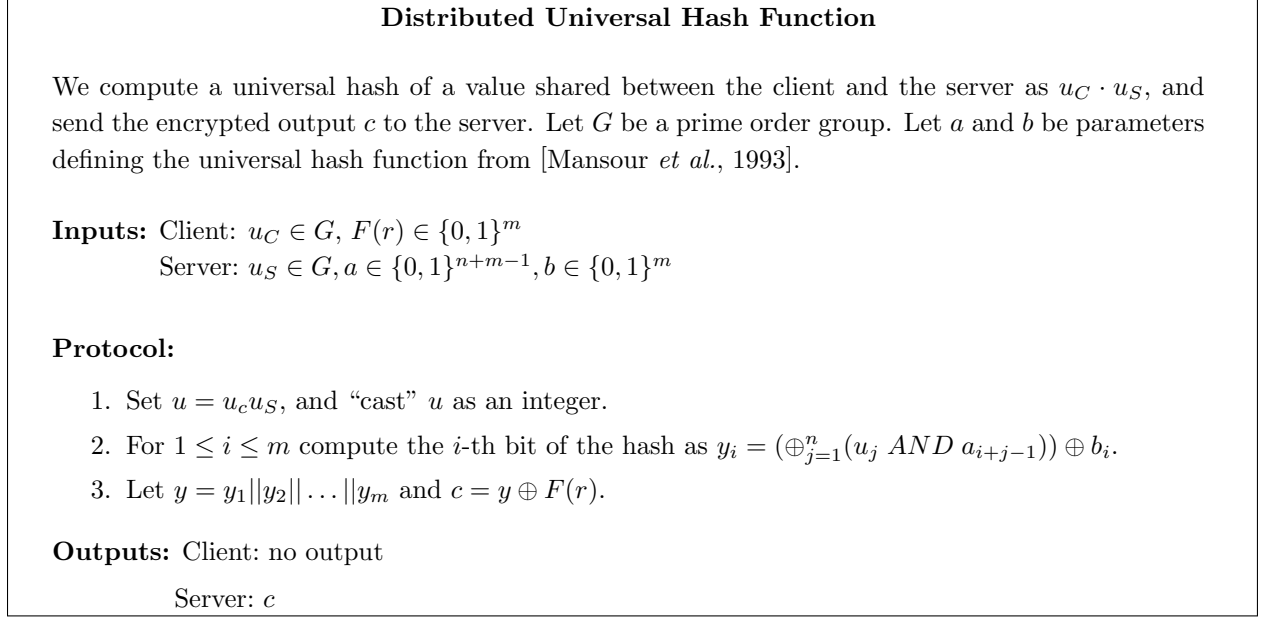 Distributed Universal Hash Function
We compute a universal hash of a value shared between the client and the server as u_C · u_S, and
send the encrypted output c to the server. Let G be a prime order group. Let a and b be parameters
defining the universal hash function from [Mansour et al., 1993].
Inputs: Client: u_C ∈ G, F(r) ∈ {0, 1}^m
Server: u_S ∈ G, a ∈ {0, 1}^{n+m−1}, b ∈ {0, 1}^m
Protocol:
1. Set u = u_c u_S, and “cast” u as an integer.
2. For 1 ≤ i ≤ m compute the i-th bit of the hash as y_i = (⊕_{j=1}^n (u_j AND a_{i+j−1})) ⊕ b_i.
3. Let y = y_1||y_2|| . . . ||y_m and c = y ⊕ F(r).
Outputs: Client: no output
Server: c